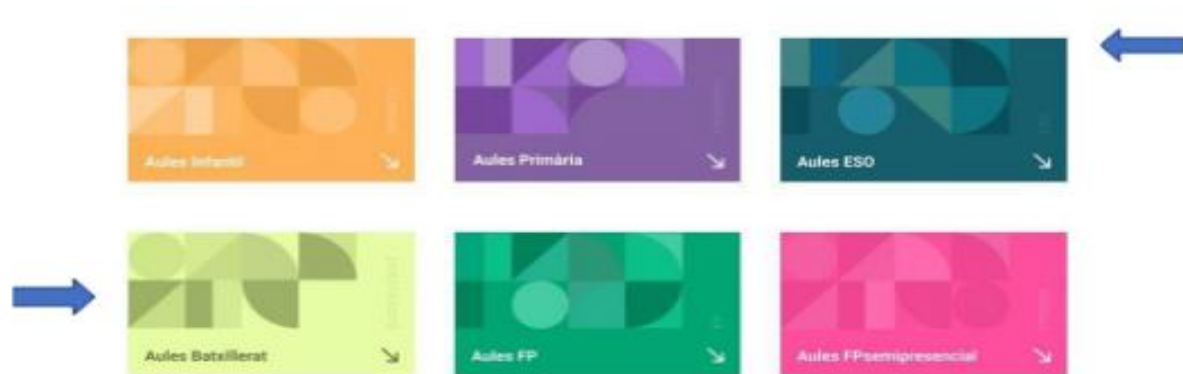 Aules Infantil
Aules Primària
Aules ESO
Aules Batxillerat
Aules FP
Aules FPsemipresencial